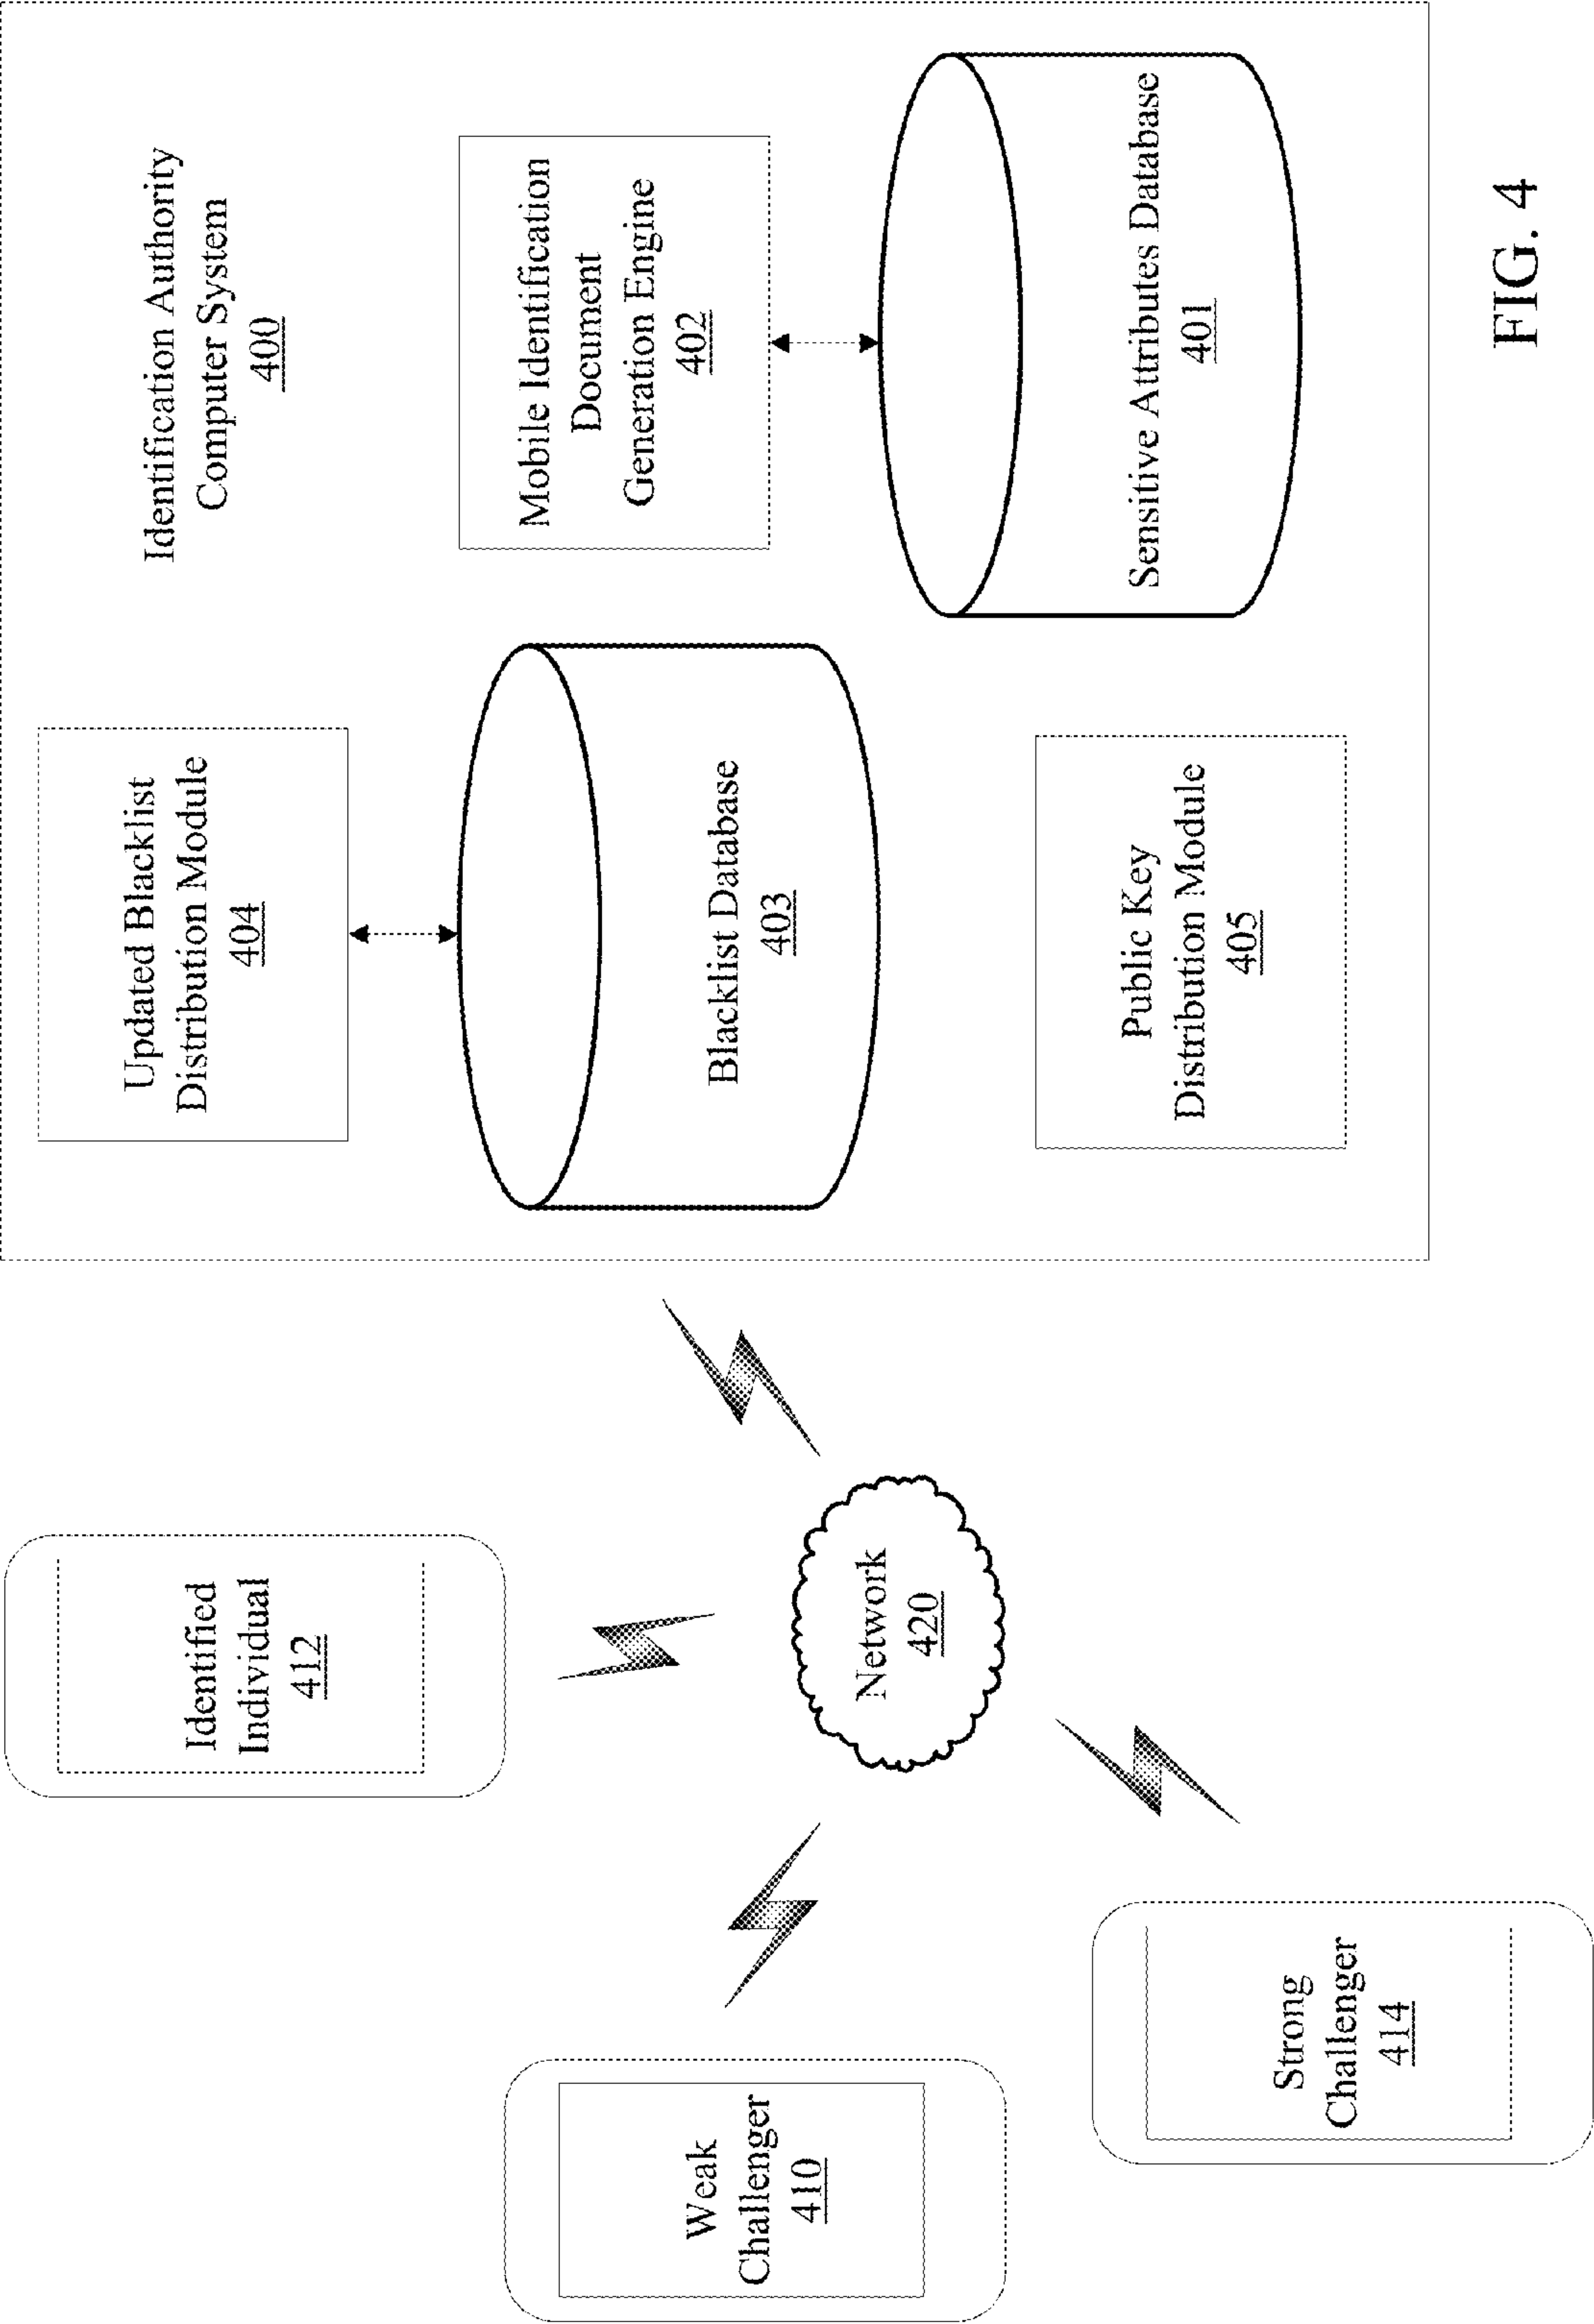 Identified
Individual
412
Weak
Challenger
410
Network
420
Strong
Challenger
414
Updated Blacklist
Distribution Module
404
Identification Authority
Computer System
400
Blacklist Database
403
Mobile Identification
Document
Generation Engine
402
Public Key
Distribution Module
405
Sensitive Attributes Database
401
FIG. 4